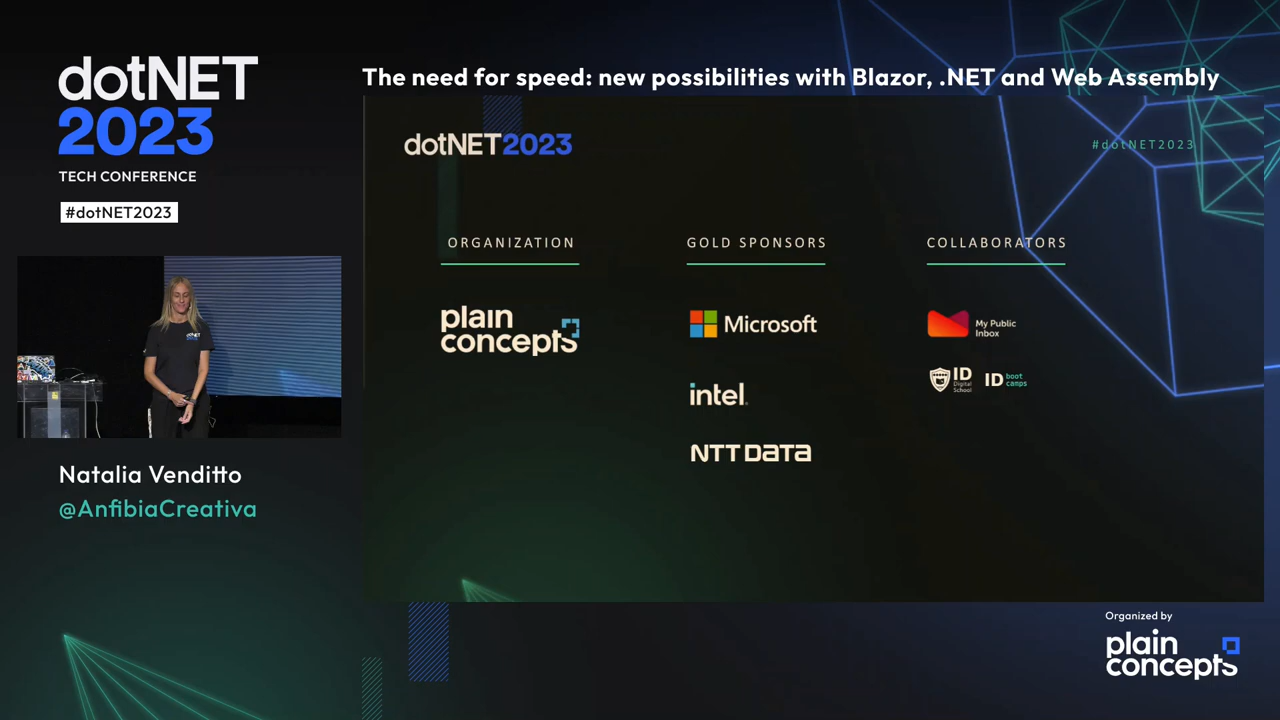 dotNET
2023
TECH CONFERENCE
#dotNET2023
The need for speed: new possibilities with Blazor, .NET and Web Assembly
dotNET2023
#dotNET2023
ORGANIZATION
plain
concepts
GOLD SPONSORS
Microsoft
intel.
NTT DATA
COLLABORATORS
My Public
Inbox
ID
Digital
School
ID
boot
camps
Natalia Venditto
@AnfibiaCreativa
Organized by
plain
concepts